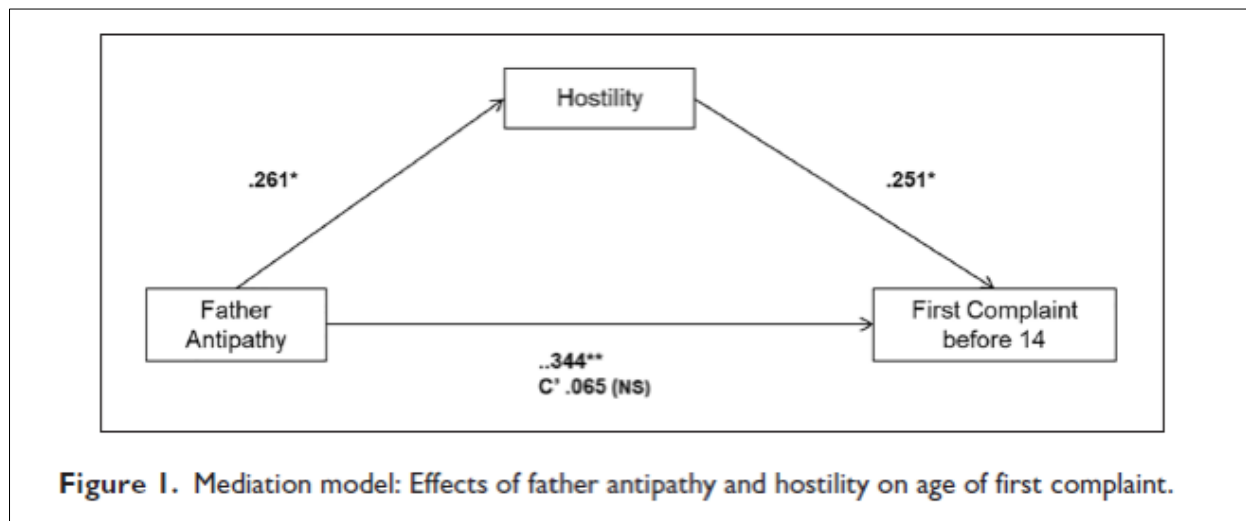 Hostility
.261*
.251*
Father
Antipathy
First Complaint
before 14
..344**
C' .065 (NS)
Figure 1. Mediation model: Effects of father antipathy and hostility on age of first complaint.